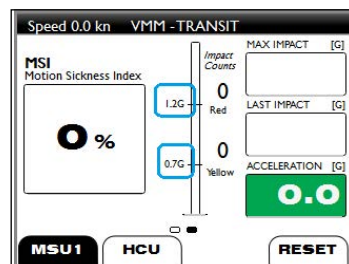 Speed 0.0 kn VMM -TRANSIT
MSI
Motion Sickness Index
0 %
Impact
Counts
1.2G
0
Red
0.7G
0
Yellow
MAX IMPACT [G]
LAST IMPACT [G]
ACCELERATION [G]
0.0
MSU1 HCU RESET